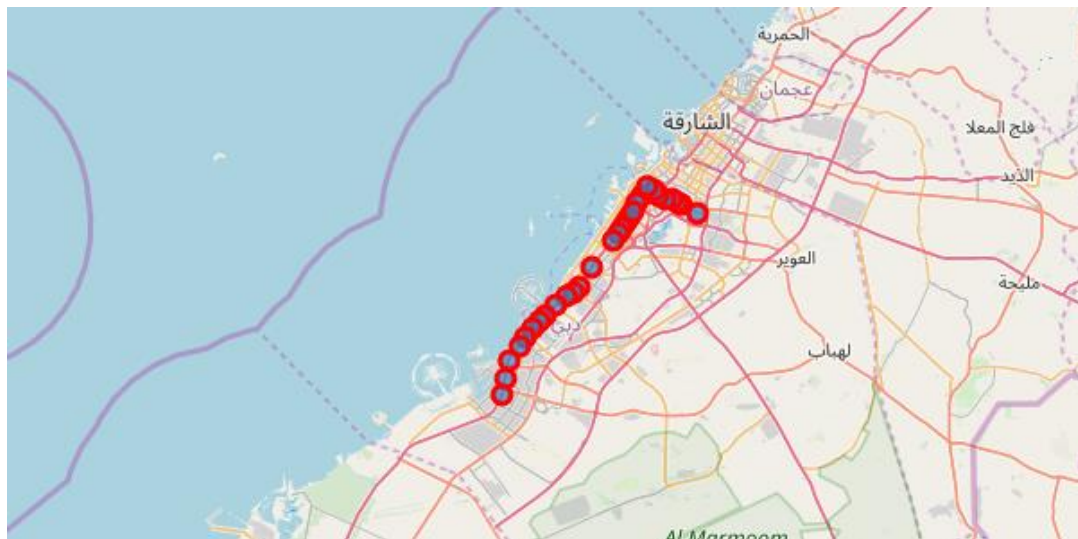 الحمرية
عجمان
الشارقة
فلج المعلا
الذيد
العوير
مليحة
دبي
لهباب
Al Marmoom